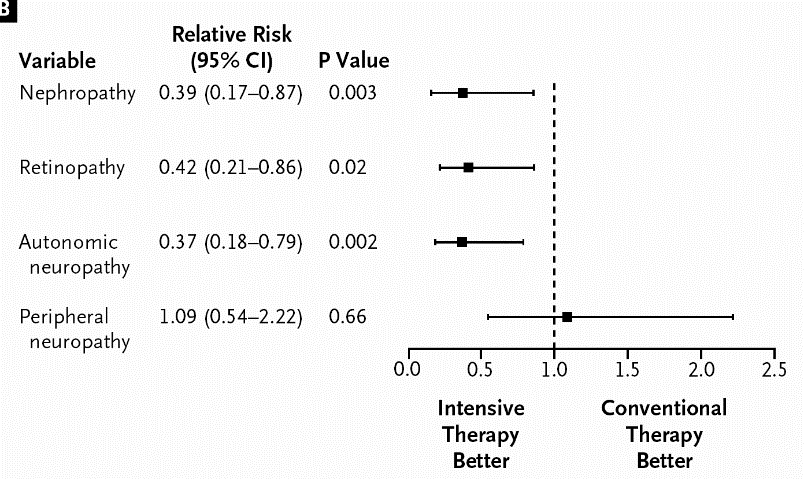 B
Relative Risk
Variable (95% CI) P Value
Nephropathy 0.39 (0.17–0.87) 0.003
Retinopathy 0.42 (0.21–0.86) 0.02
Autonomic 0.37 (0.18–0.79) 0.002
neuropathy
Peripheral 1.09 (0.54–2.22) 0.66
neuropathy
0.0 0.5 1.0 1.5 2.0 2.5
Intensive Conventional
Therapy Therapy
Better Better